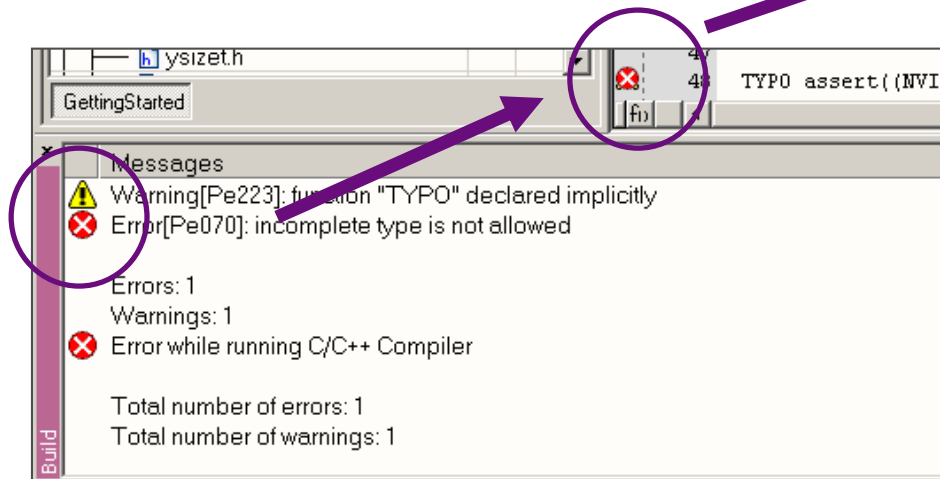 ysizet.h
47
48 TYPO assert((NVI
GettingStarted
Messages
Warning[Pe223]: function "TYPO" declared implicitly
Error[Pe070]: incomplete type is not allowed
Errors: 1
Warnings: 1
Error while running C/C++ Compiler
Total number of errors: 1
Total number of warnings: 1
Build